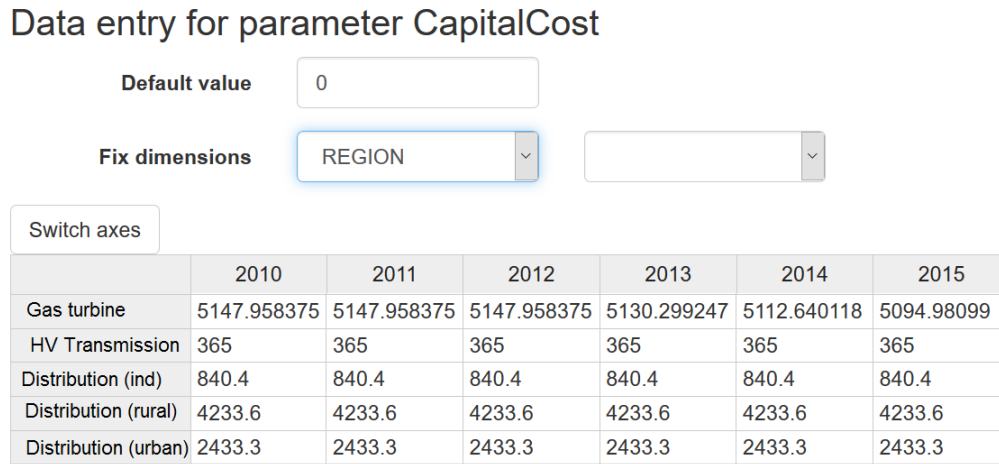 Data entry for parameter CapitalCost
Default value 0
Fix dimensions REGION
Switch axes
2010 2011 2012 2013 2014 2015
Gas turbine 5147.958375 5147.958375 5147.958375 5130.299247 5112.640118 5094.98099
HV Transmission 365 365 365 365 365 365
Distribution (ind) 840.4 840.4 840.4 840.4 840.4 840.4
Distribution (rural) 4233.6 4233.6 4233.6 4233.6 4233.6 4233.6
Distribution (urban) 2433.3 2433.3 2433.3 2433.3 2433.3 2433.3